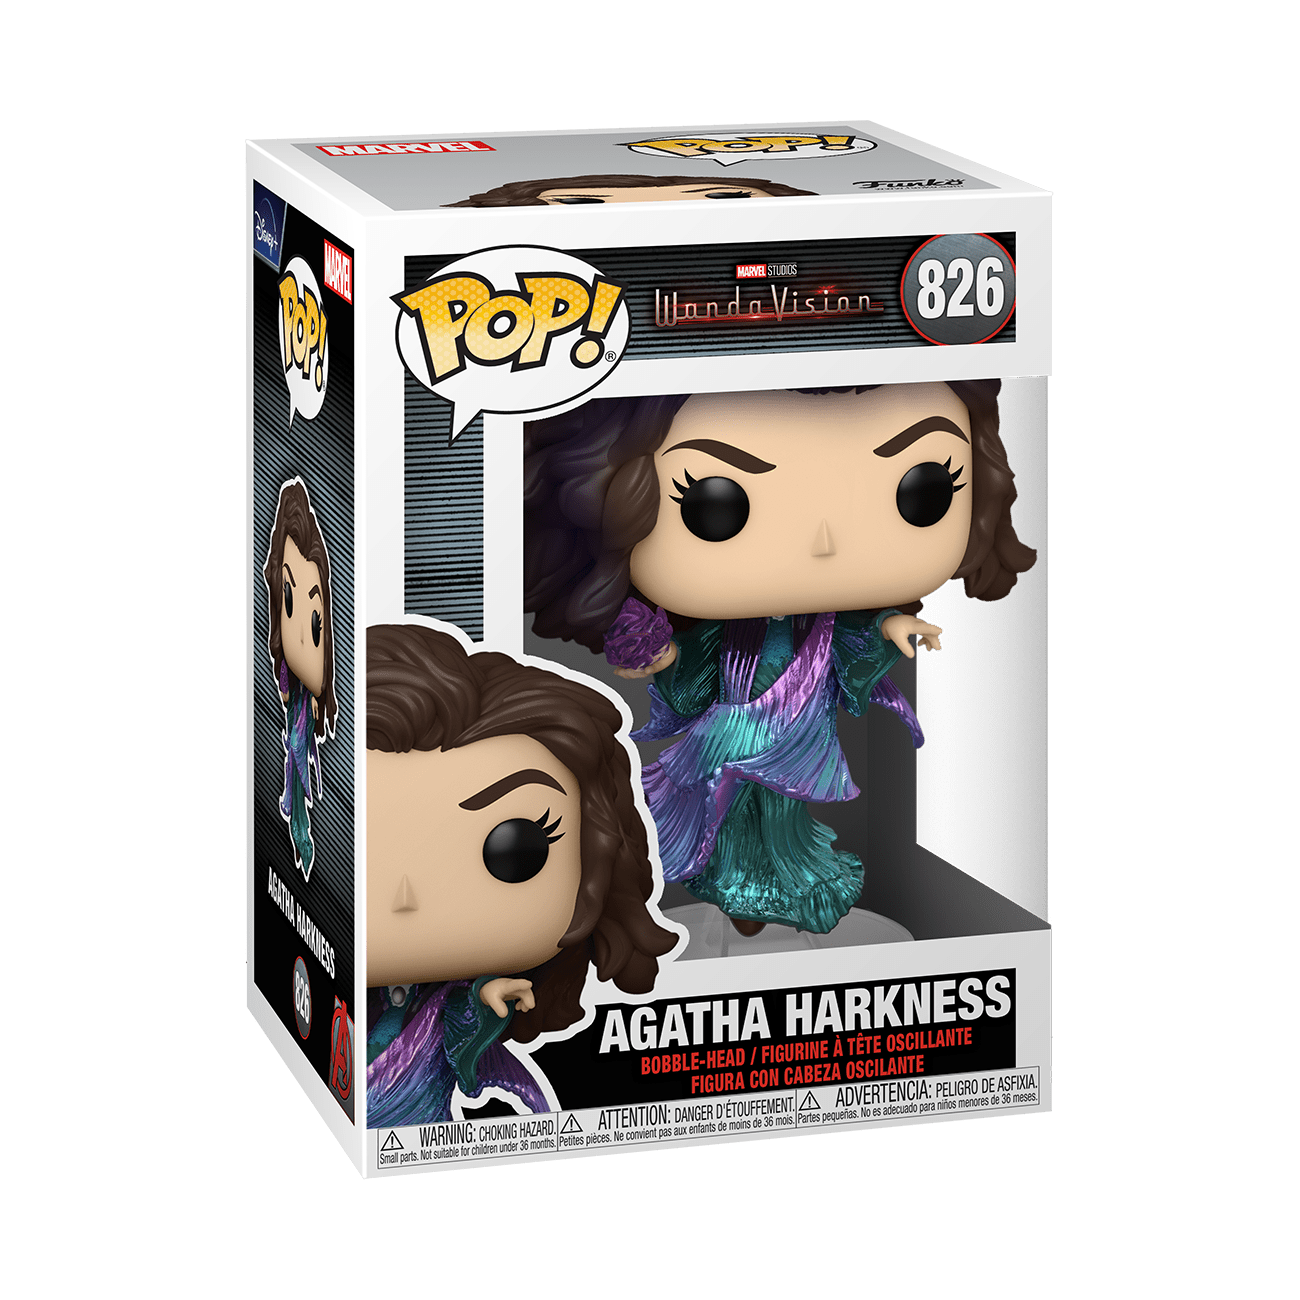 MARVEL
POP!
Funko
Disney+
MARVEL
POP!
AGATHA HARKNESS
826
POP!®
MARVEL STUDIOS
WandaVision
826
AGATHA HARKNESS
BOBBLE-HEAD / FIGURINE À TÊTE OSCILLANTE
FIGURA CON CABEZA OSCILANTE
WARNING: CHOKING HAZARD.
Small parts. Not suitable for children under 36 months.
ATTENTION: DANGER D'ÉTOUFFEMENT.
Petites pièces. Ne convient pas aux enfants de moins de 36 mois.
ADVERTENCIA: PELIGRO DE ASFIXIA.
Partes pequeñas. No es adecuado para niños menores de 36 meses.